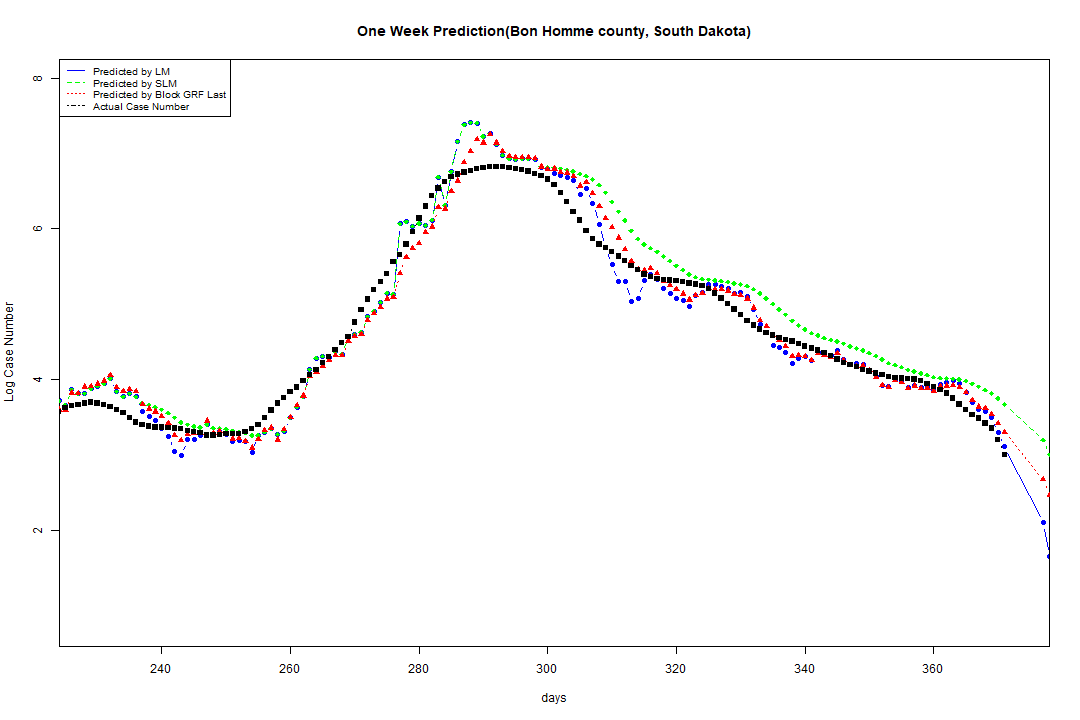 One Week Prediction(Bon Homme county, South Dakota)
Predicted by LM
Predicted by SLM
Predicted by Block GRF Last
Actual Case Number
Log Case Number
8
6
4
2
240 260 280 300 320 340 360
days